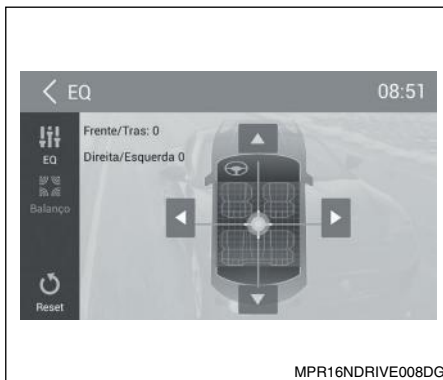 EQ 08:51
EQ
Frente/Tras: 0
Direita/Esquerda 0
Balanço
Reset
MPR16NDRIVE008DG